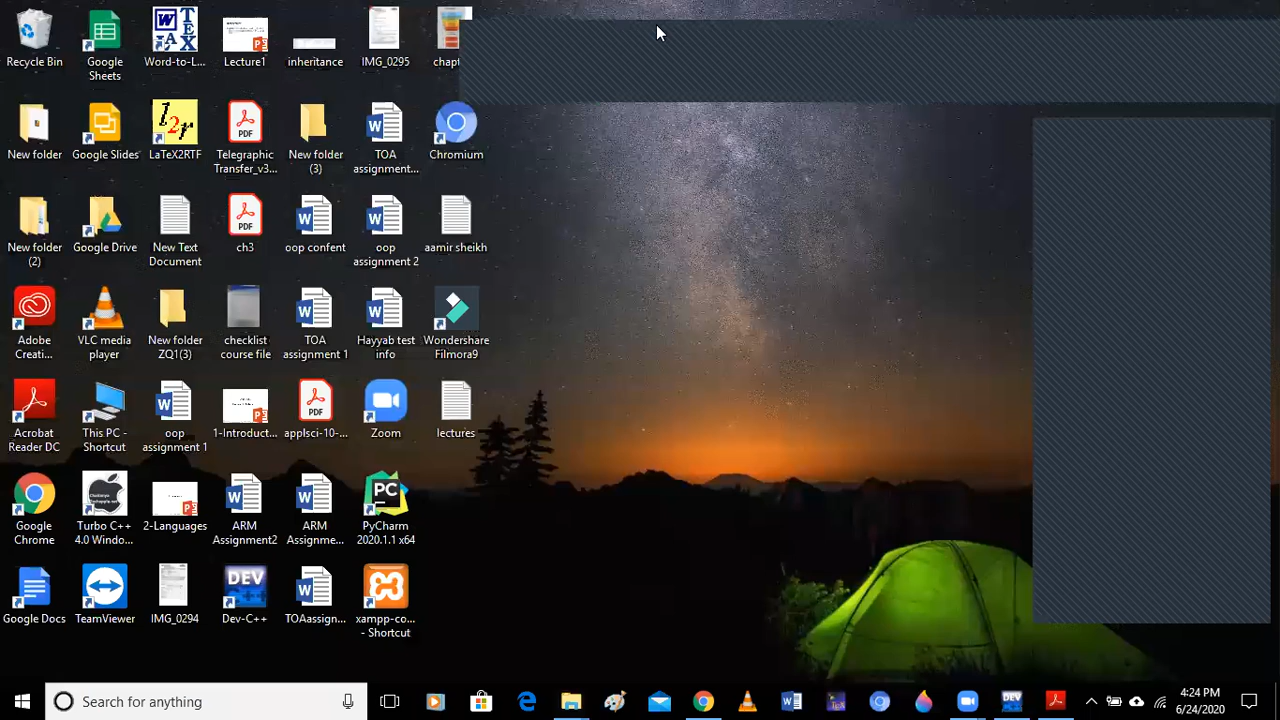 Recycle Bin
Google
Sheets
Word-to-L...
Lecture1
inheritance
IMG_0295
chapt
New folder
Google Slides
LaTeX2RTF
Telegraphic
Transfer_v3...
New folder
(3)
TOA
assignment...
Chromium
New folder
(2)
Google Drive
New Text
Document
ch3
oop confent
oop
assignment 2
aamir sheikh
Adobe
Creati...
VLC media
player
New folder
ZQ1(3)
checklist
course file
TOA
assignment 1
Hayyab test
info
Wondershare
Filmora9
Acrobat
Reader DC
This PC -
Shortcut
oop
assignment 1
1-Introduct...
applsci-10-...
Zoom
lectures
Google
Chrome
Turbo C++
4.0 Windo...
2-Languages
ARM
Assignment2
ARM
Assignme...
PyCharm
2020.1.1 x64
Google Docs
TeamViewer
IMG_0294
Dev-C++
TOAassign...
xampp-co...
- Shortcut
Search for anything
:24 PM
6/24/2020